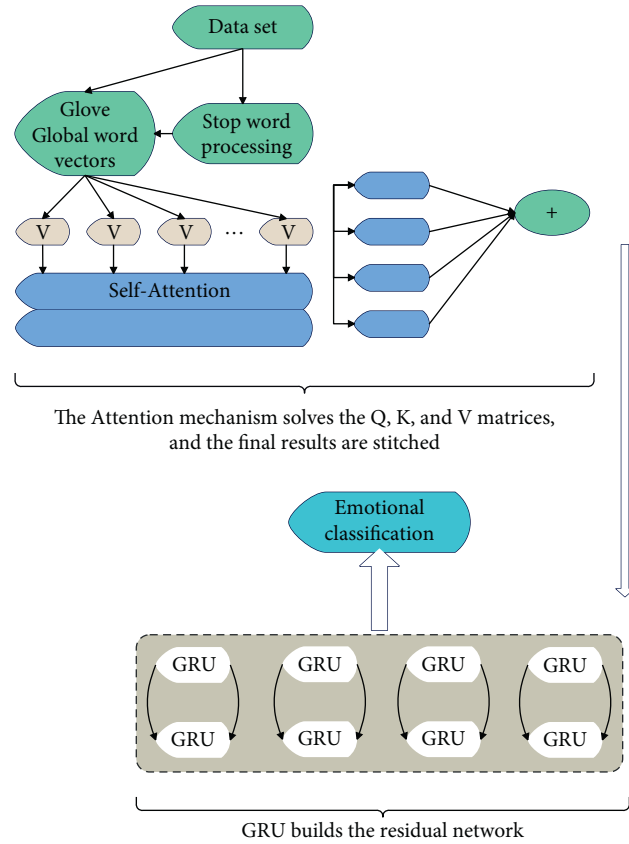 Data set
Glove
Global word
vectors
Stop word
processing
V
V
V
...
V
+
Self-Attention
The Attention mechanism solves the Q, K, and V matrices,
and the final results are stitched
Emotional
classification
GRU
GRU
GRU
GRU
GRU
GRU
GRU
GRU
GRU builds the residual network